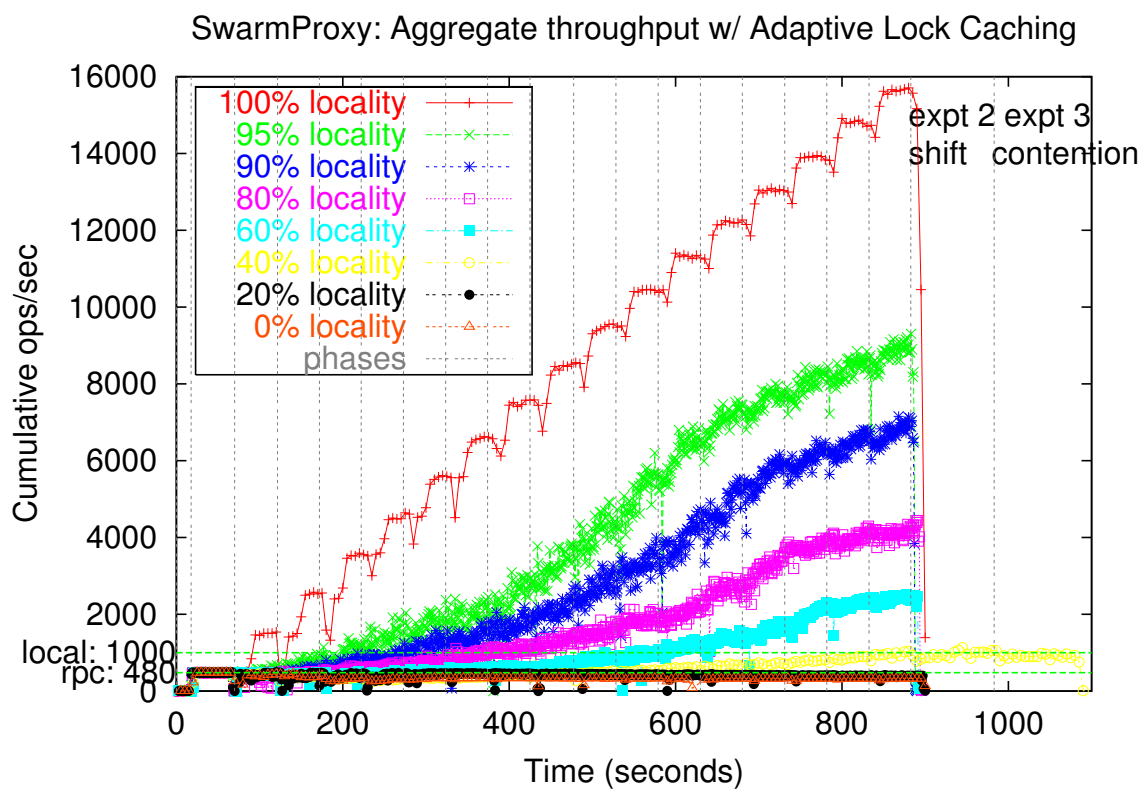 SwarmProxy: Aggregate throughput w/ Adaptive Lock Caching
16000
14000
12000
10000
8000
6000
4000
2000
local: 1000
rpc: 480
0
Cumulative ops/sec
100% locality
95% locality
90% locality
80% locality
60% locality
40% locality
20% locality
0% locality
phases
expt 2 expt 3
shift contention
0 200 400 600 800 1000
Time (seconds)